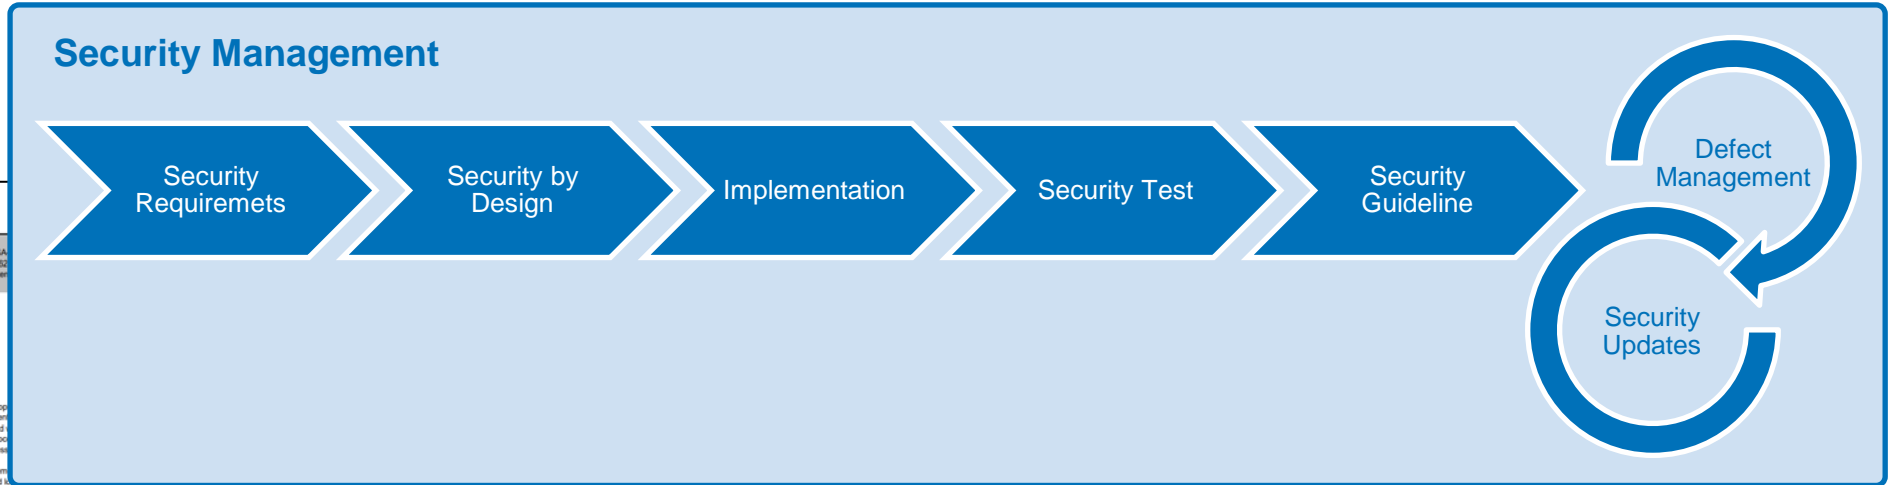 Security Management
Security
Requiremets
Security by
Design
Implementation
Security Test
Security
Guideline
Defect
Management
Security
Updates